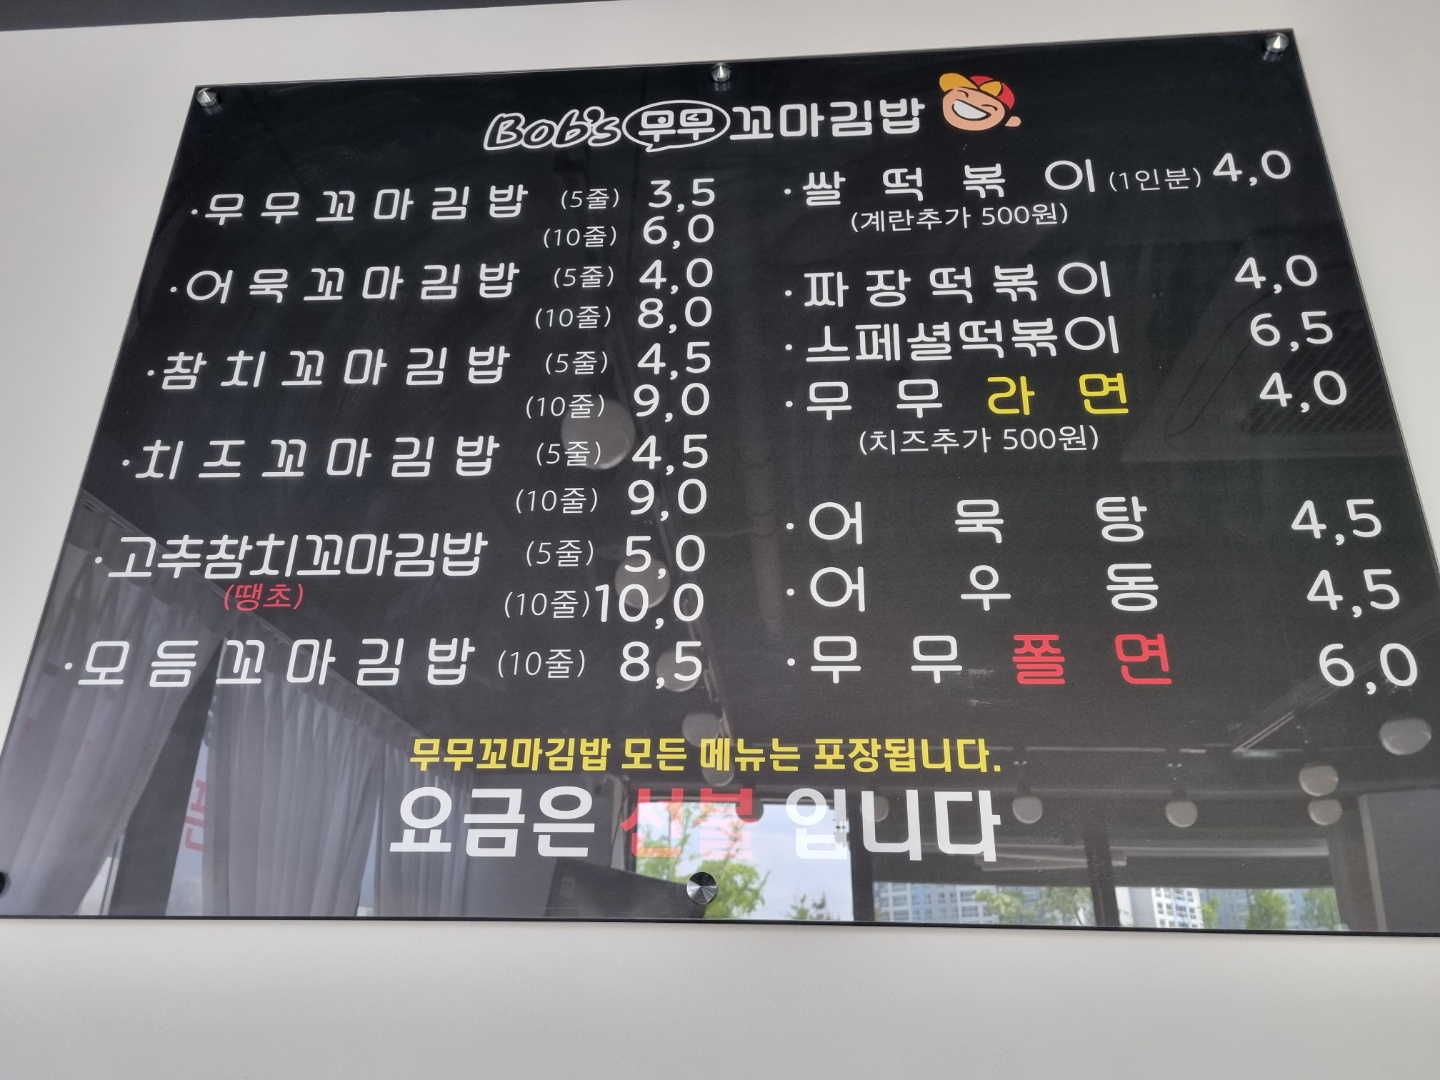 Bob's 무무 꼬마김밥
·무무꼬마김밥 (5줄) 3,5
(10줄) 6,0
·어묵꼬마김밥 (5줄) 4,0
(10줄) 8,0
·참치꼬마김밥 (5줄) 4,5
(10줄) 9,0
·치즈꼬마김밥 (5줄) 4,5
(10줄) 9,0
·고추참치꼬마김밥 (5줄) 5,0
(땡초) (10줄) 10,0
·모듬꼬마김밥 (10줄) 8,5
·쌀떡볶이 (1인분) 4,0
(계란추가 500원)
·짜장떡볶이 4,0
·스페셜떡볶이 6,5
·무무라면 4,0
(치즈추가 500원)
·어묵탕 4,5
·어우동 4,5
·무무쫄면 6,0
무무꼬마김밥 모든 메뉴는 포장됩니다.
요금은 선불 입니다